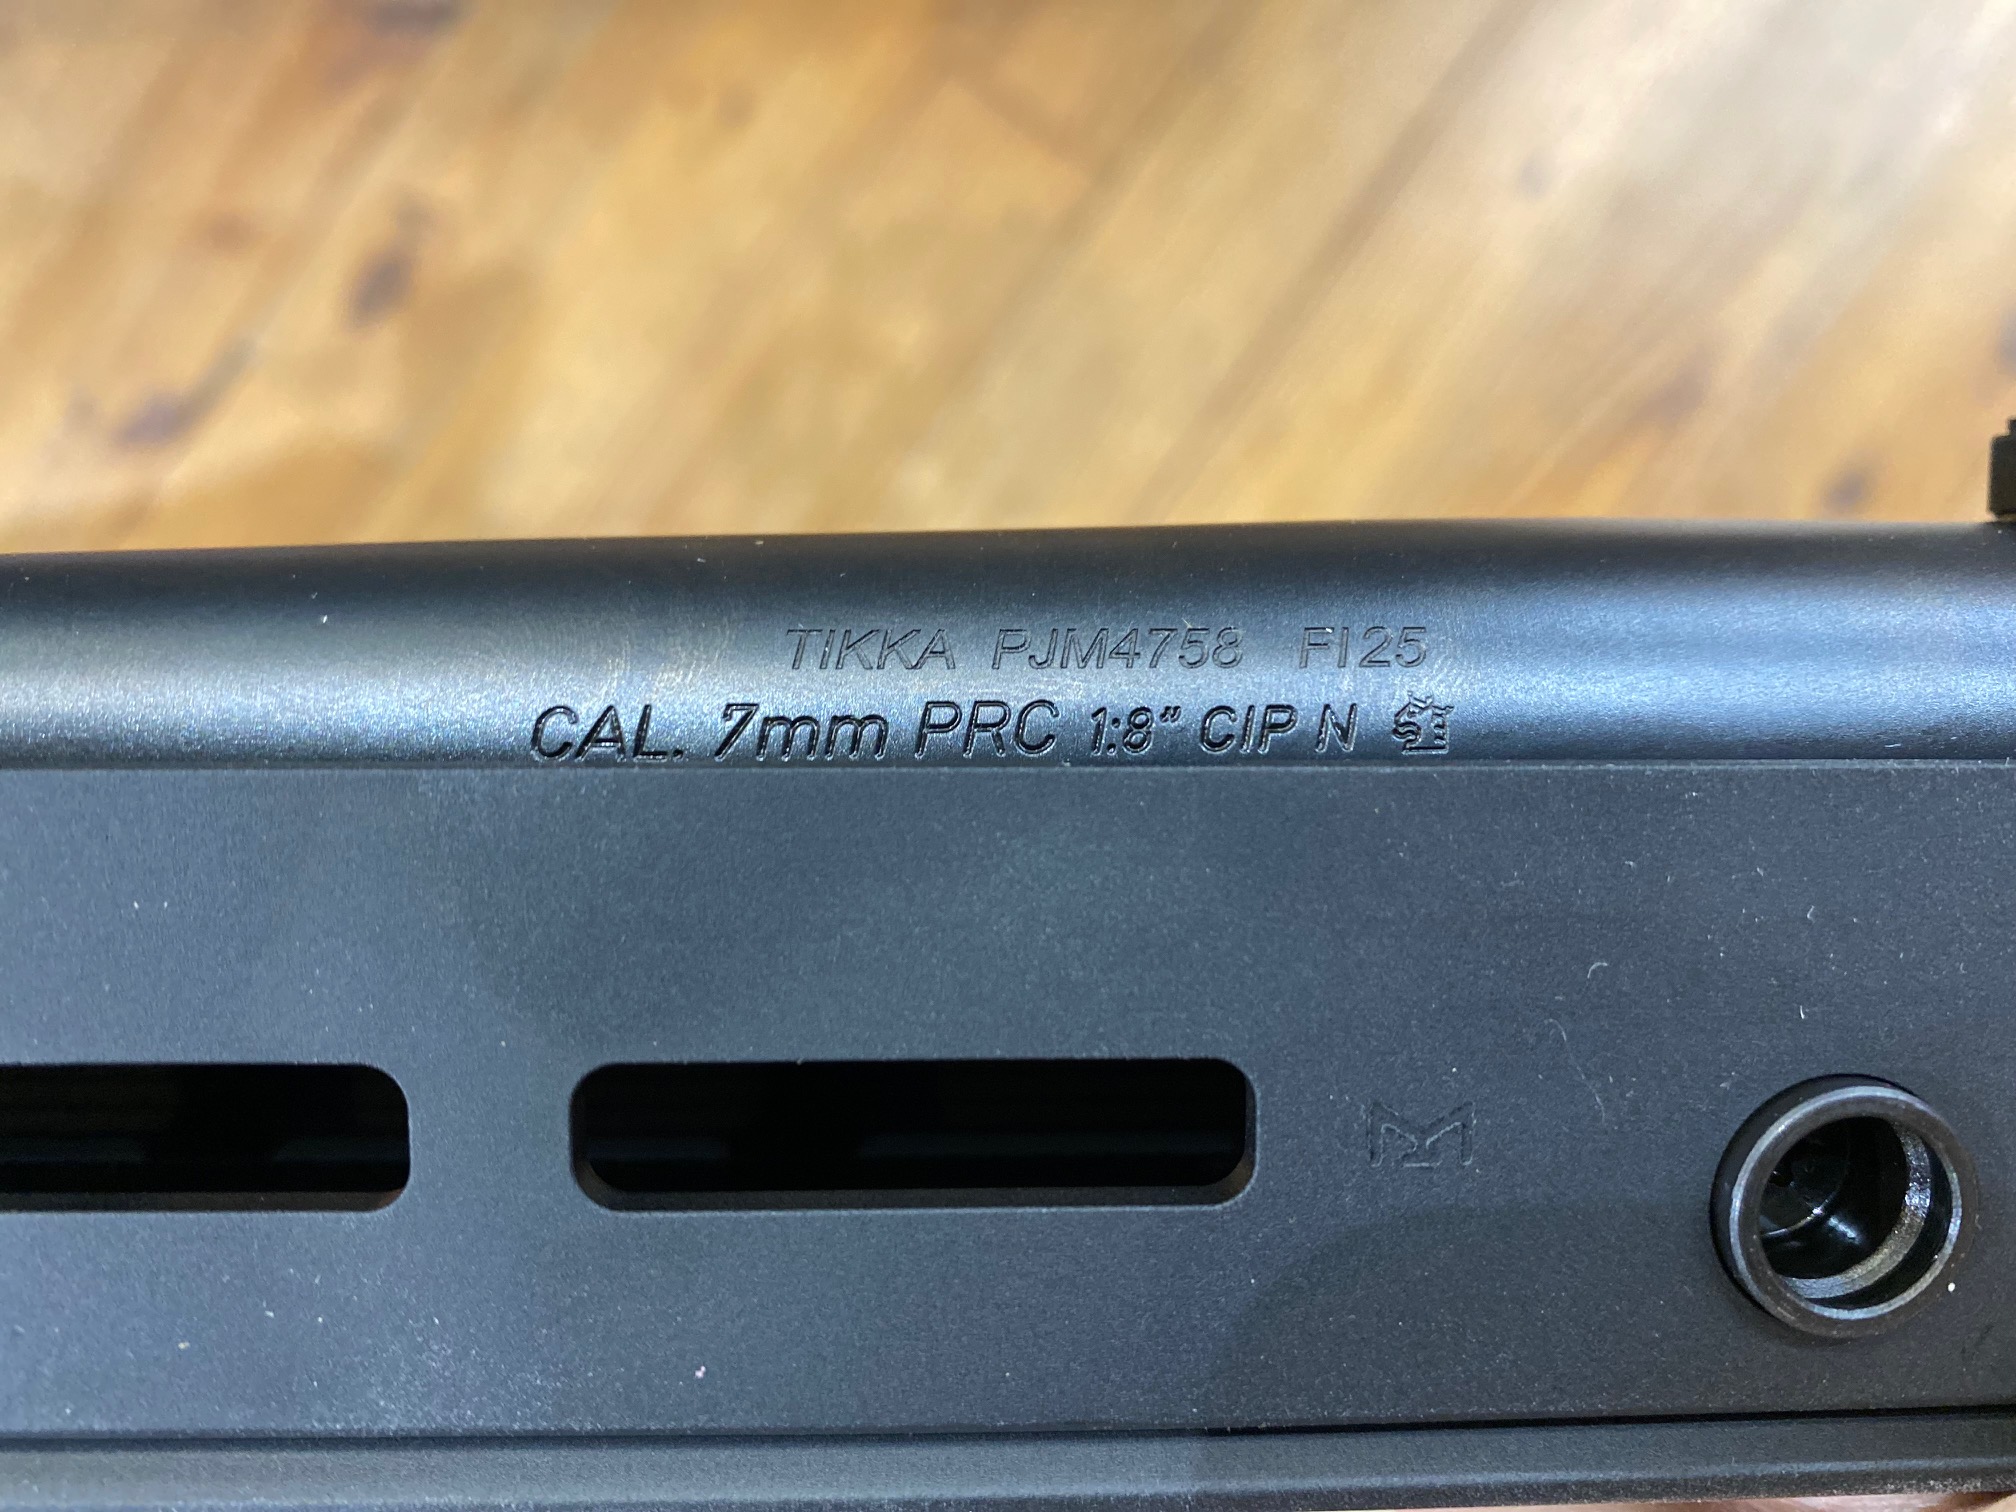 TIKKA PJM4758 FI25
CAL. 7mm PRC 1:8” CIP N